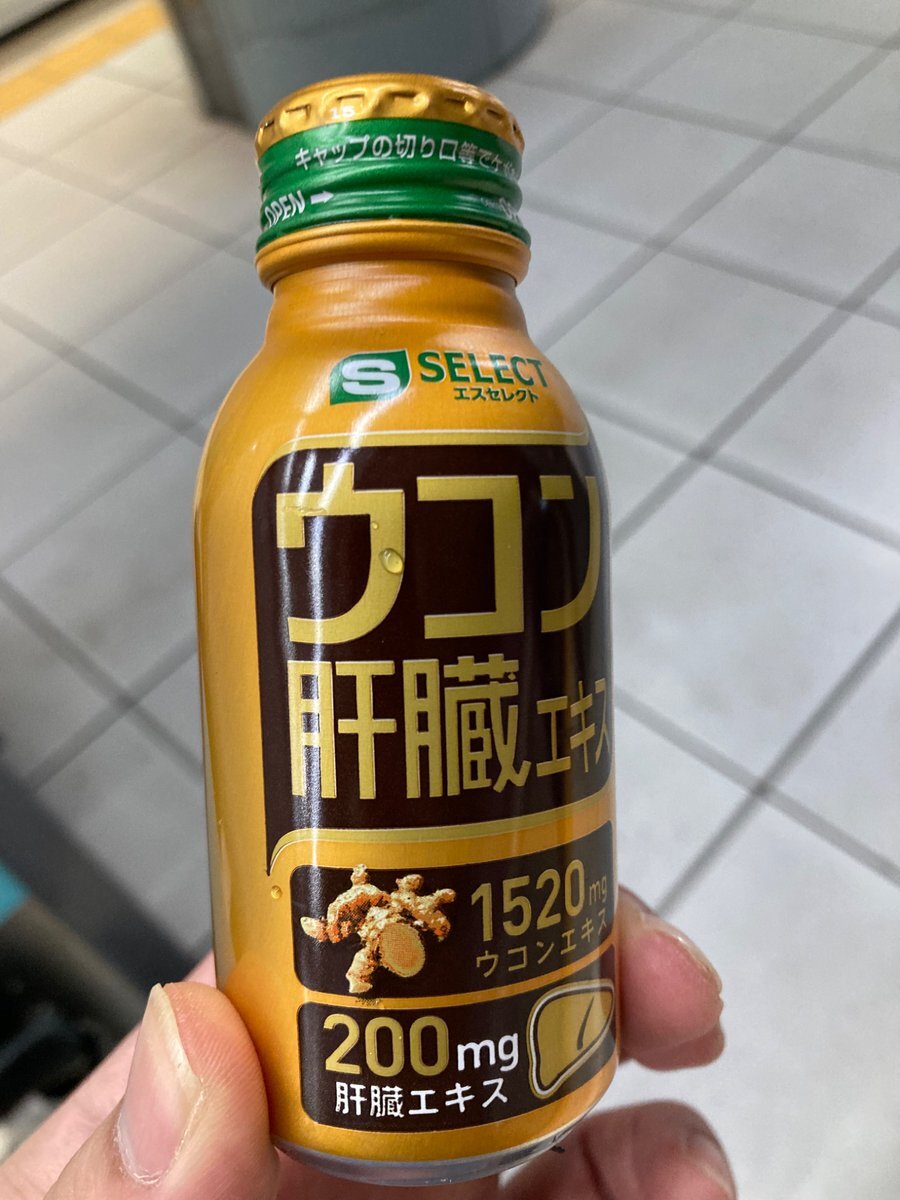 キャップの切り口等でケガ
OPEN →
S SELECT
エスセレクト
ウコン
肝臓エキス
1520mg
ウコンエキス
200mg
肝臓エキス